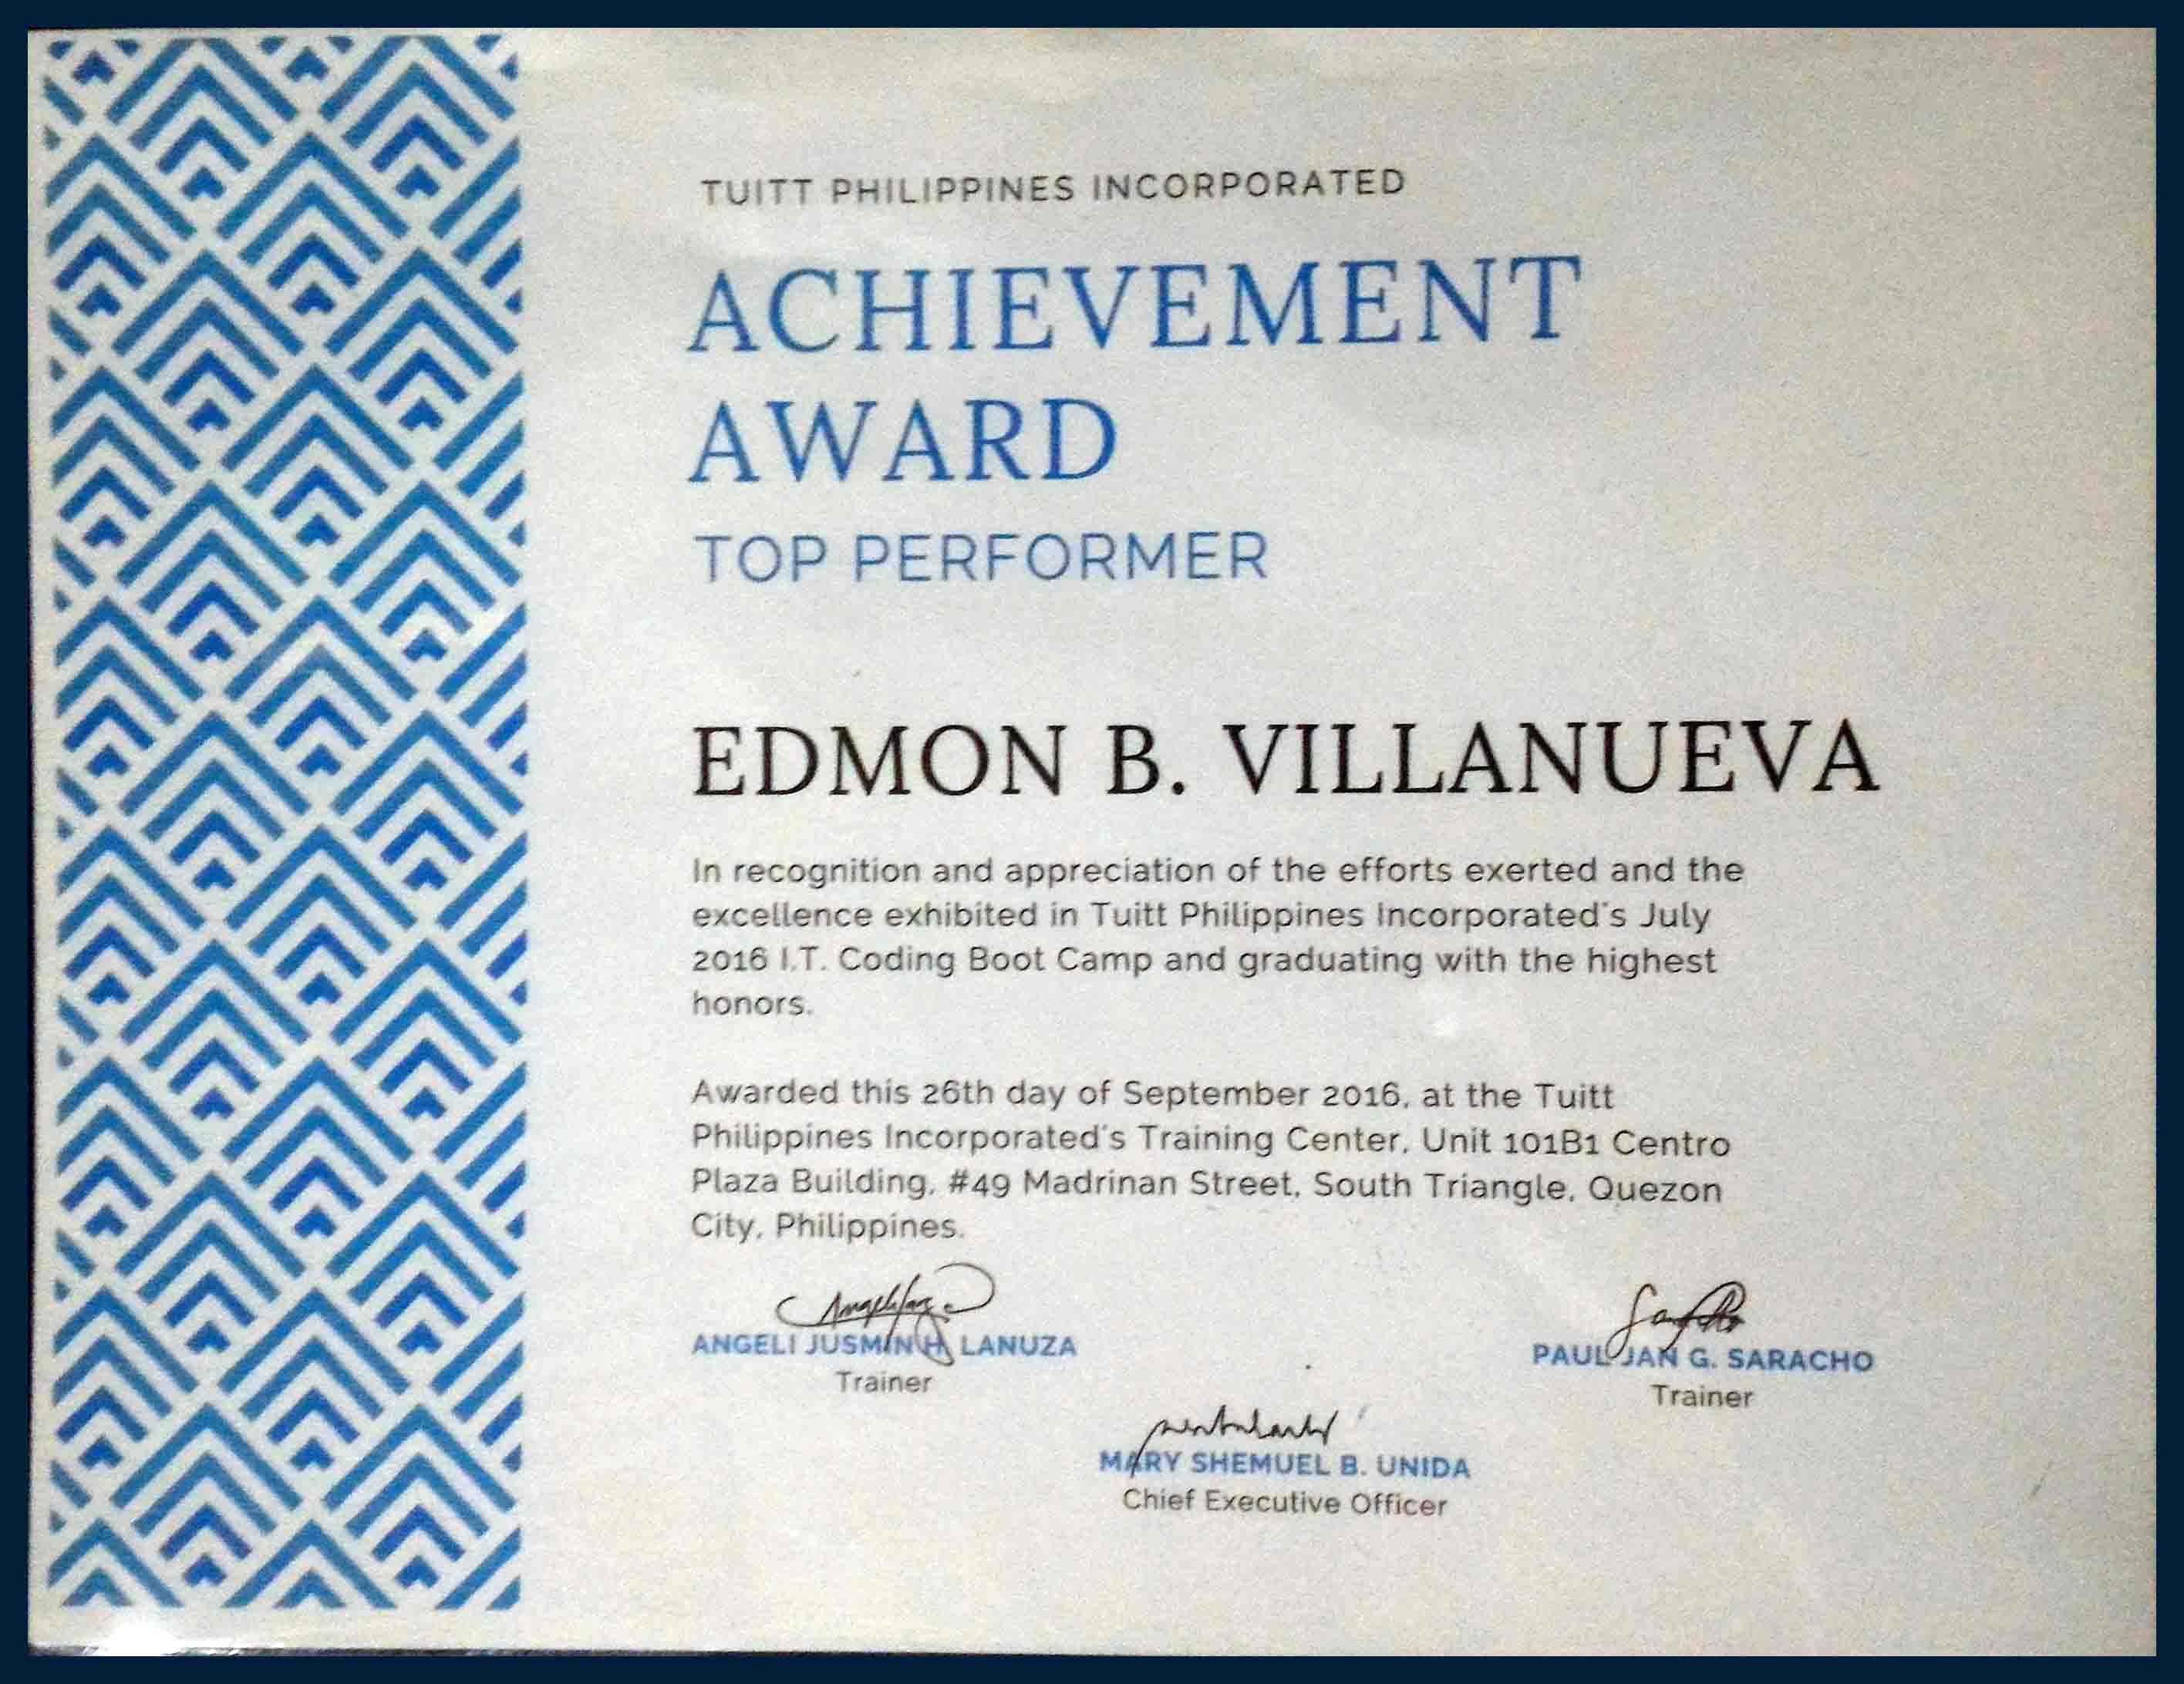 TUITT PHILIPPINES INCORPORATED
ACHIEVEMENT
AWARD
TOP PERFORMER
EDMON B. VILLANUEVA
In recognition and appreciation of the efforts exerted and the
excellence exhibited in Tuitt Philippines Incorporated's July
2016 I.T. Coding Boot Camp and graduating with the highest
honors.
Awarded this 26th day of September 2016, at the Tuitt
Philippines Incorporated's Training Center, Unit 101B1 Centro
Plaza Building, #49 Madrinan Street, South Triangle, Quezon
City, Philippines.
ANGELI JUSMIN H. LANUZA
Trainer
PAUL JAN G. SARACHO
Trainer
MARY SHEMUEL B. UNIDA
Chief Executive Officer